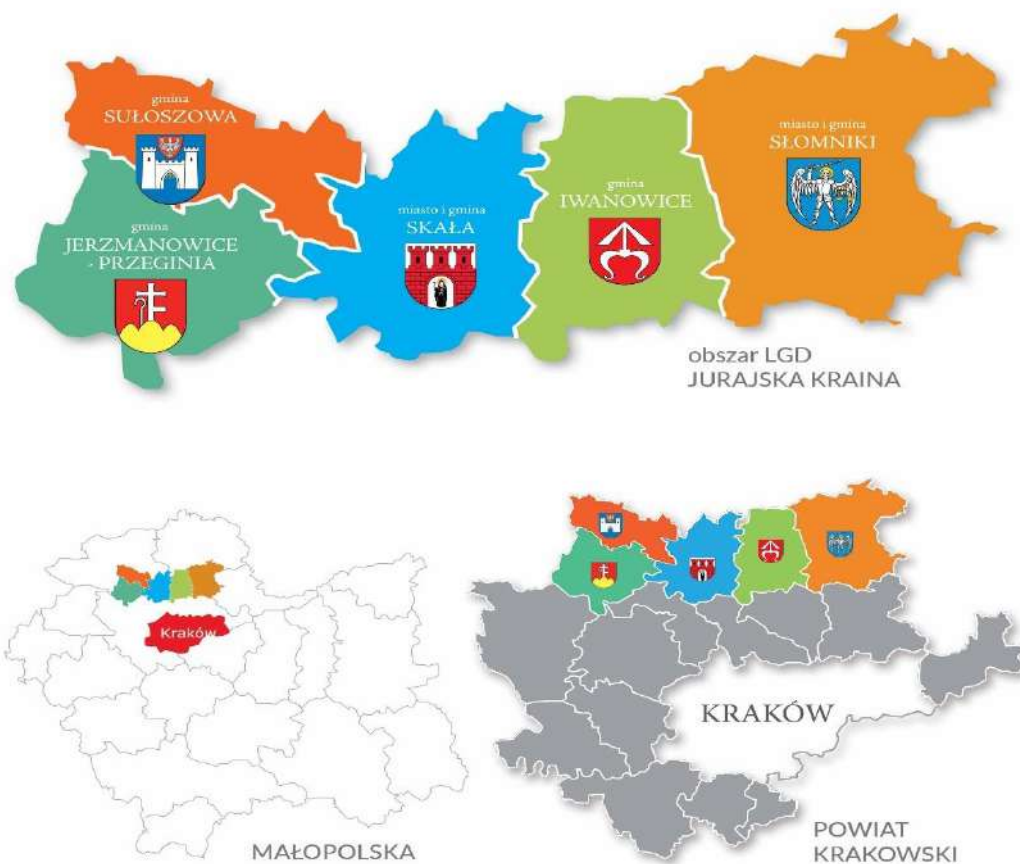 gmina
SUŁOSZOWA
gmina
JERZMANOWICE
- PRZEGINIA
miasto i gmina
SKAŁA
gmina
IWANOWICE
miasto i gmina
SŁOMNIKI
obszar LGD
JURAJSKA KRAINA
Kraków
MAŁOPOLSKA
KRAKÓW
POWIAT
KRAKOWSKI